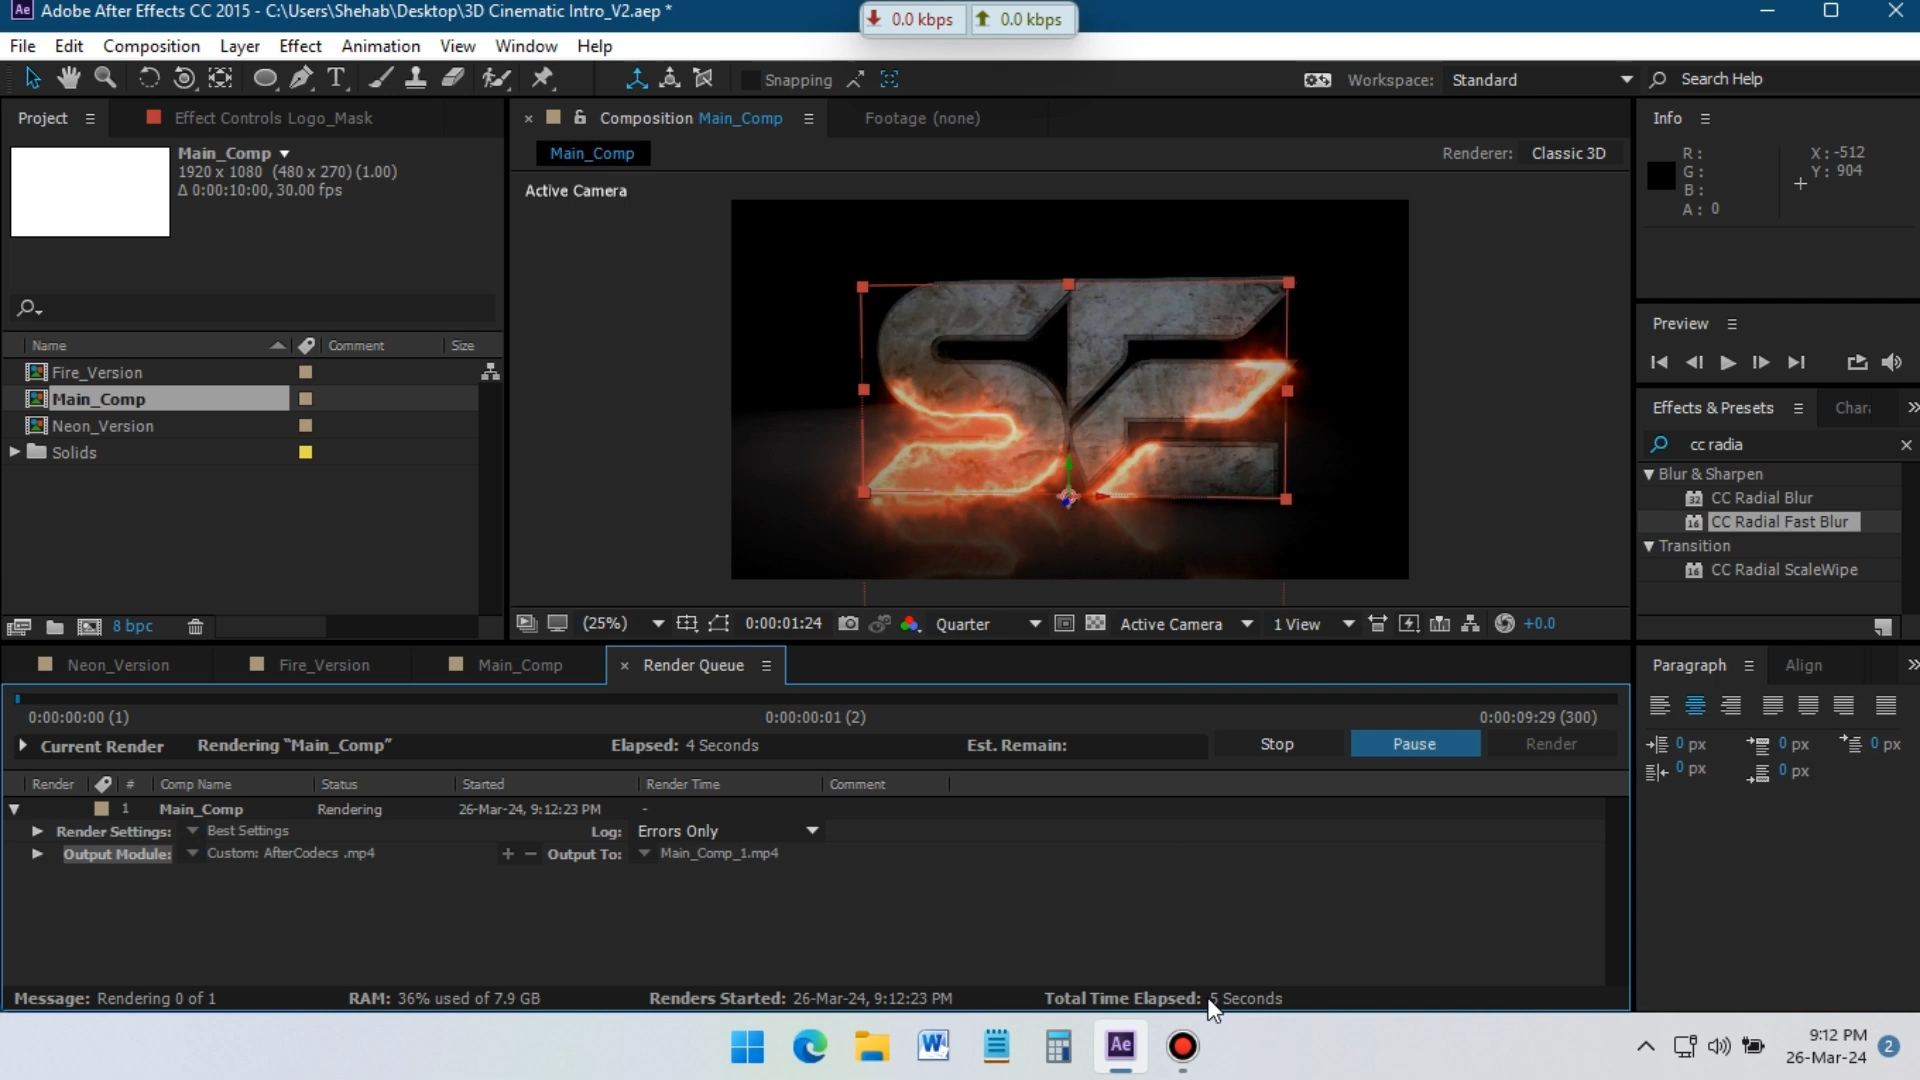 Ae Adobe After Effects CC 2015 - C:\Users\Shehab\Desktop\3D Cinematic Intro_V2.aep *
0.0 kbps 0.0 kbps
File Edit Composition Layer Effect Animation View Window Help
Snapping
Workspace: Standard
Search Help
Project
Effect Controls Logo_Mask
Main_Comp
1920 x 1080 (480 x 270) (1.00)
Δ 0:00:10:00, 30.00 fps
Name Comment Size
Fire_Version
Main_Comp
Neon_Version
Solids
8 bpc
Composition Main_Comp
Footage (none)
Main_Comp
Renderer: Classic 3D
Active Camera
SE
(25%) 0:00:01:24 Quarter Active Camera 1 View +0.0
Info
R:
G:
B:
A: 0
X: -512
Y: 904
Preview
Effects & Presets
Char
cc radia
Blur & Sharpen
32 CC Radial Blur
16 CC Radial Fast Blur
Transition
16 CC Radial ScaleWipe
Neon_Version Fire_Version Main_Comp Render Queue
0:00:00:00 (1) 0:00:00:01 (2) 0:00:09:29 (300)
Current Render Rendering "Main_Comp" Elapsed: 4 Seconds Est. Remain: Stop Pause Render
Render # Comp Name Status Started Render Time Comment
1 Main_Comp Rendering 26-Mar-24, 9:12:23 PM -
Render Settings: Best Settings Log: Errors Only
Output Module: Custom: AfterCodecs .mp4 + − Output To: Main_Comp_1.mp4
Message: Rendering 0 of 1 RAM: 36% used of 7.9 GB Renders Started: 26-Mar-24, 9:12:23 PM Total Time Elapsed: 5 Seconds
Paragraph Align
0 px 0 px 0 px
0 px 0 px
W Ae
9:12 PM
26-Mar-24
2